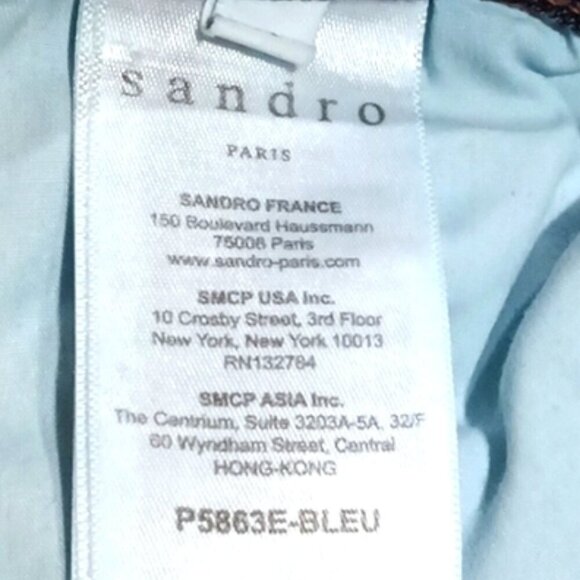 sandro
PARIS
SANDRO FRANCE
150 Boulevard Haussmann
75008 Paris
www.sandro-paris.com
SMCP USA Inc.
10 Crosby Street, 3rd Floor
New York, New York 10013
RN132784
SMCP ASIA Inc.
The Centrium, Suite 3203A-5A, 32/F
60 Wyndham Street, Central
HONG-KONG
P5863E-BLEU